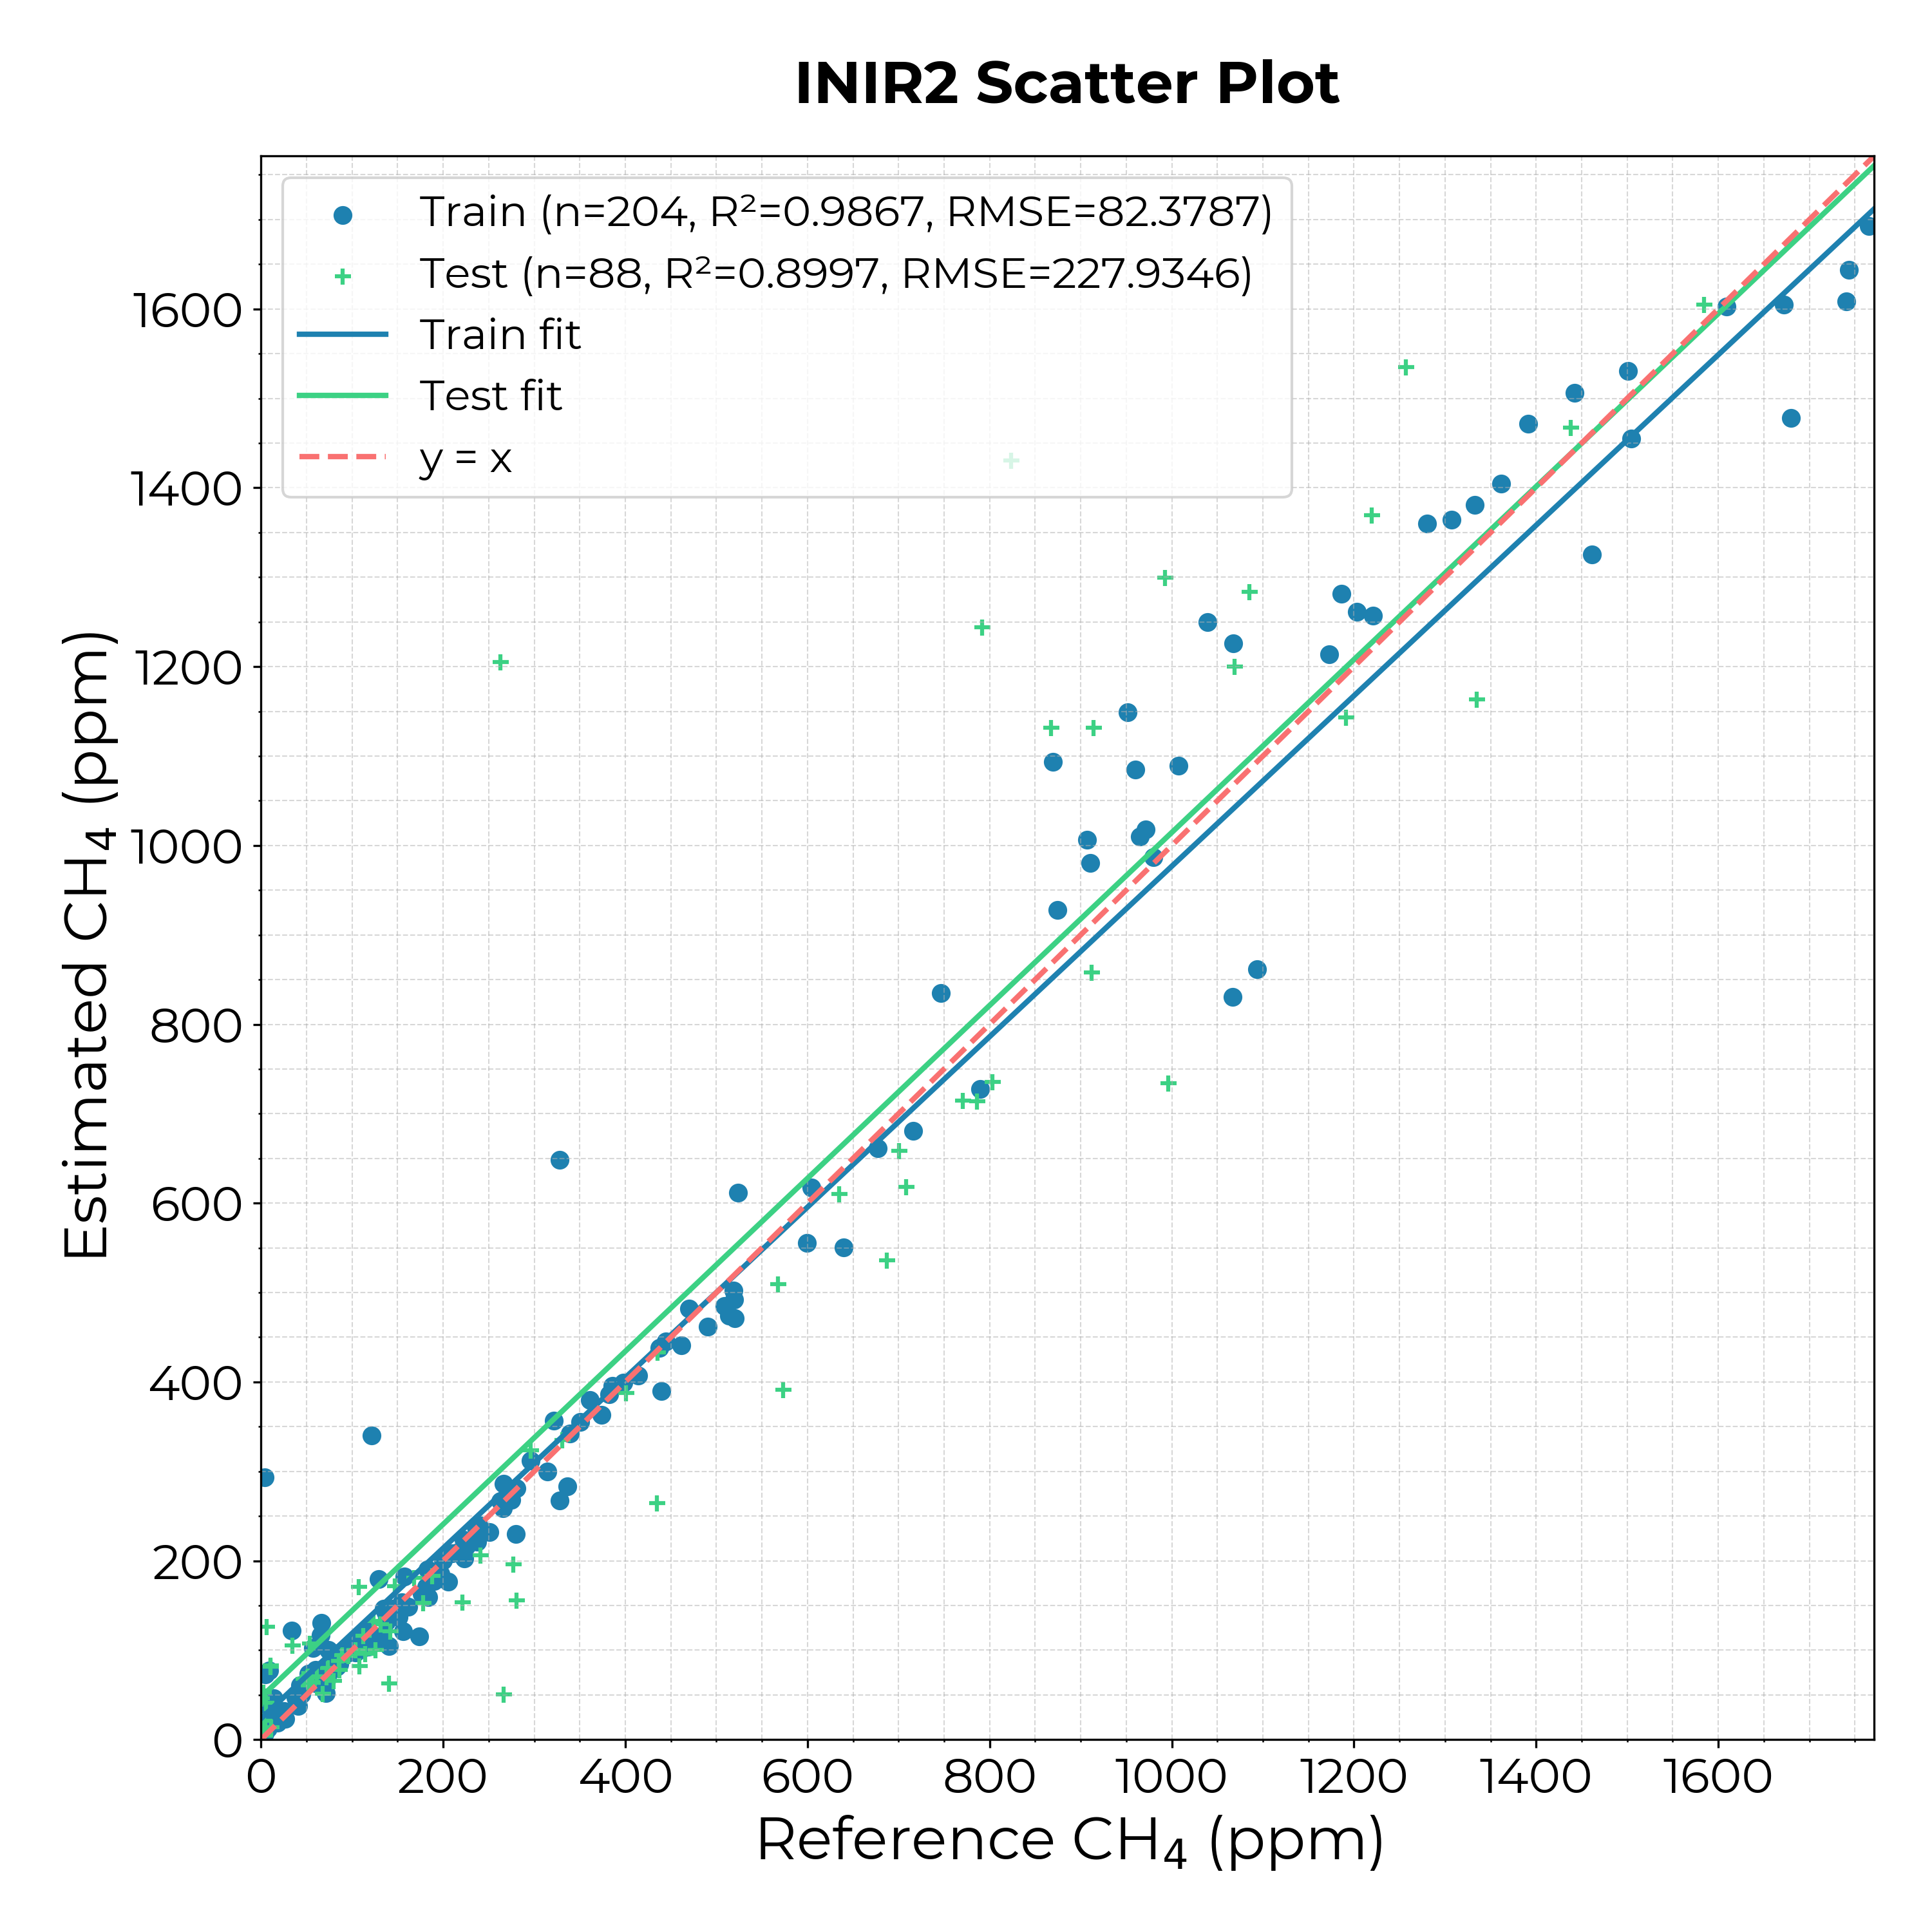 INIR2 Scatter Plot
Train (n=204, R²=0.9867, RMSE=82.3787)
Test (n=88, R²=0.8997, RMSE=227.9346)
Train fit
Test fit
y = x
Estimated CH₄ (ppm)
1600
1400
1200
1000
800
600
400
200
0
0 200 400 600 800 1000 1200 1400 1600
Reference CH₄ (ppm)